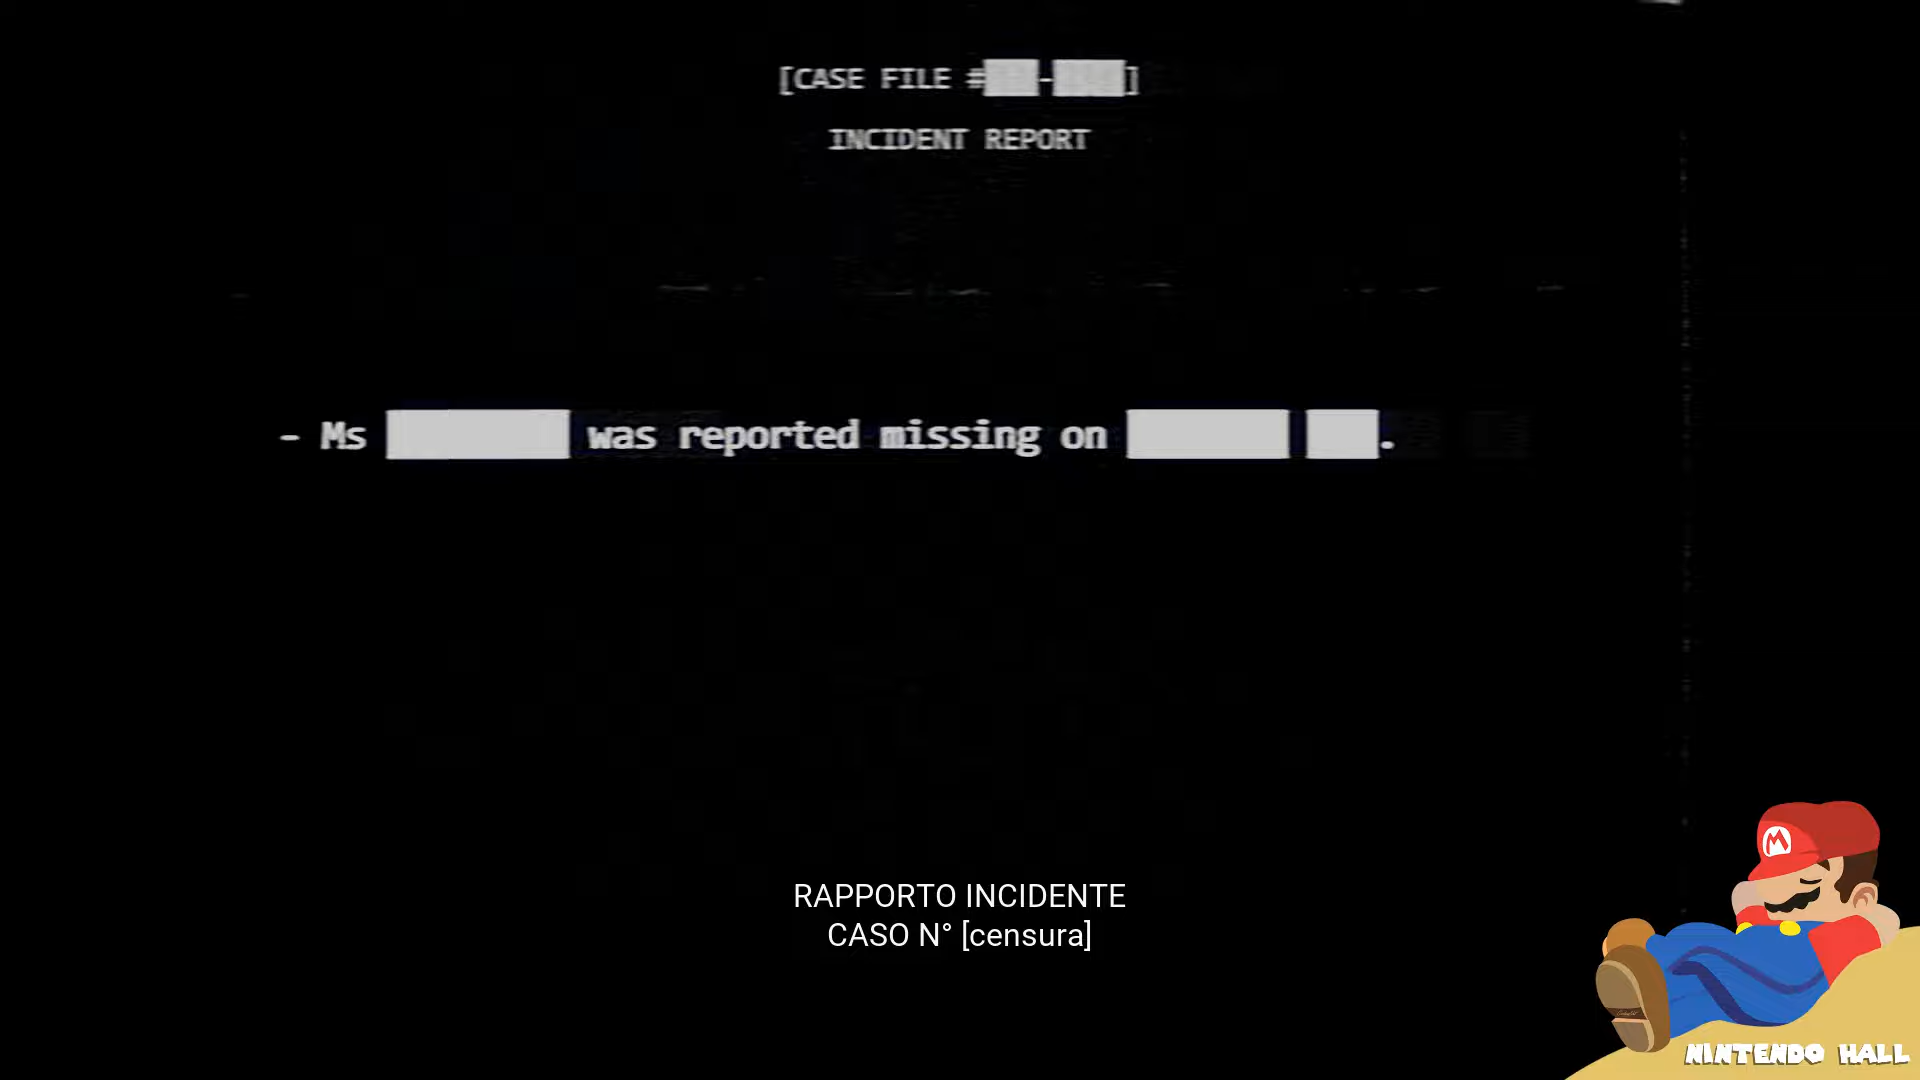 [CASE FILE #██-████]
INCIDENT REPORT
- Ms ████████ was reported missing on ███████ ███.
RAPPORTO INCIDENTE
CASO N° [censura]
M
NINTENDO HALL